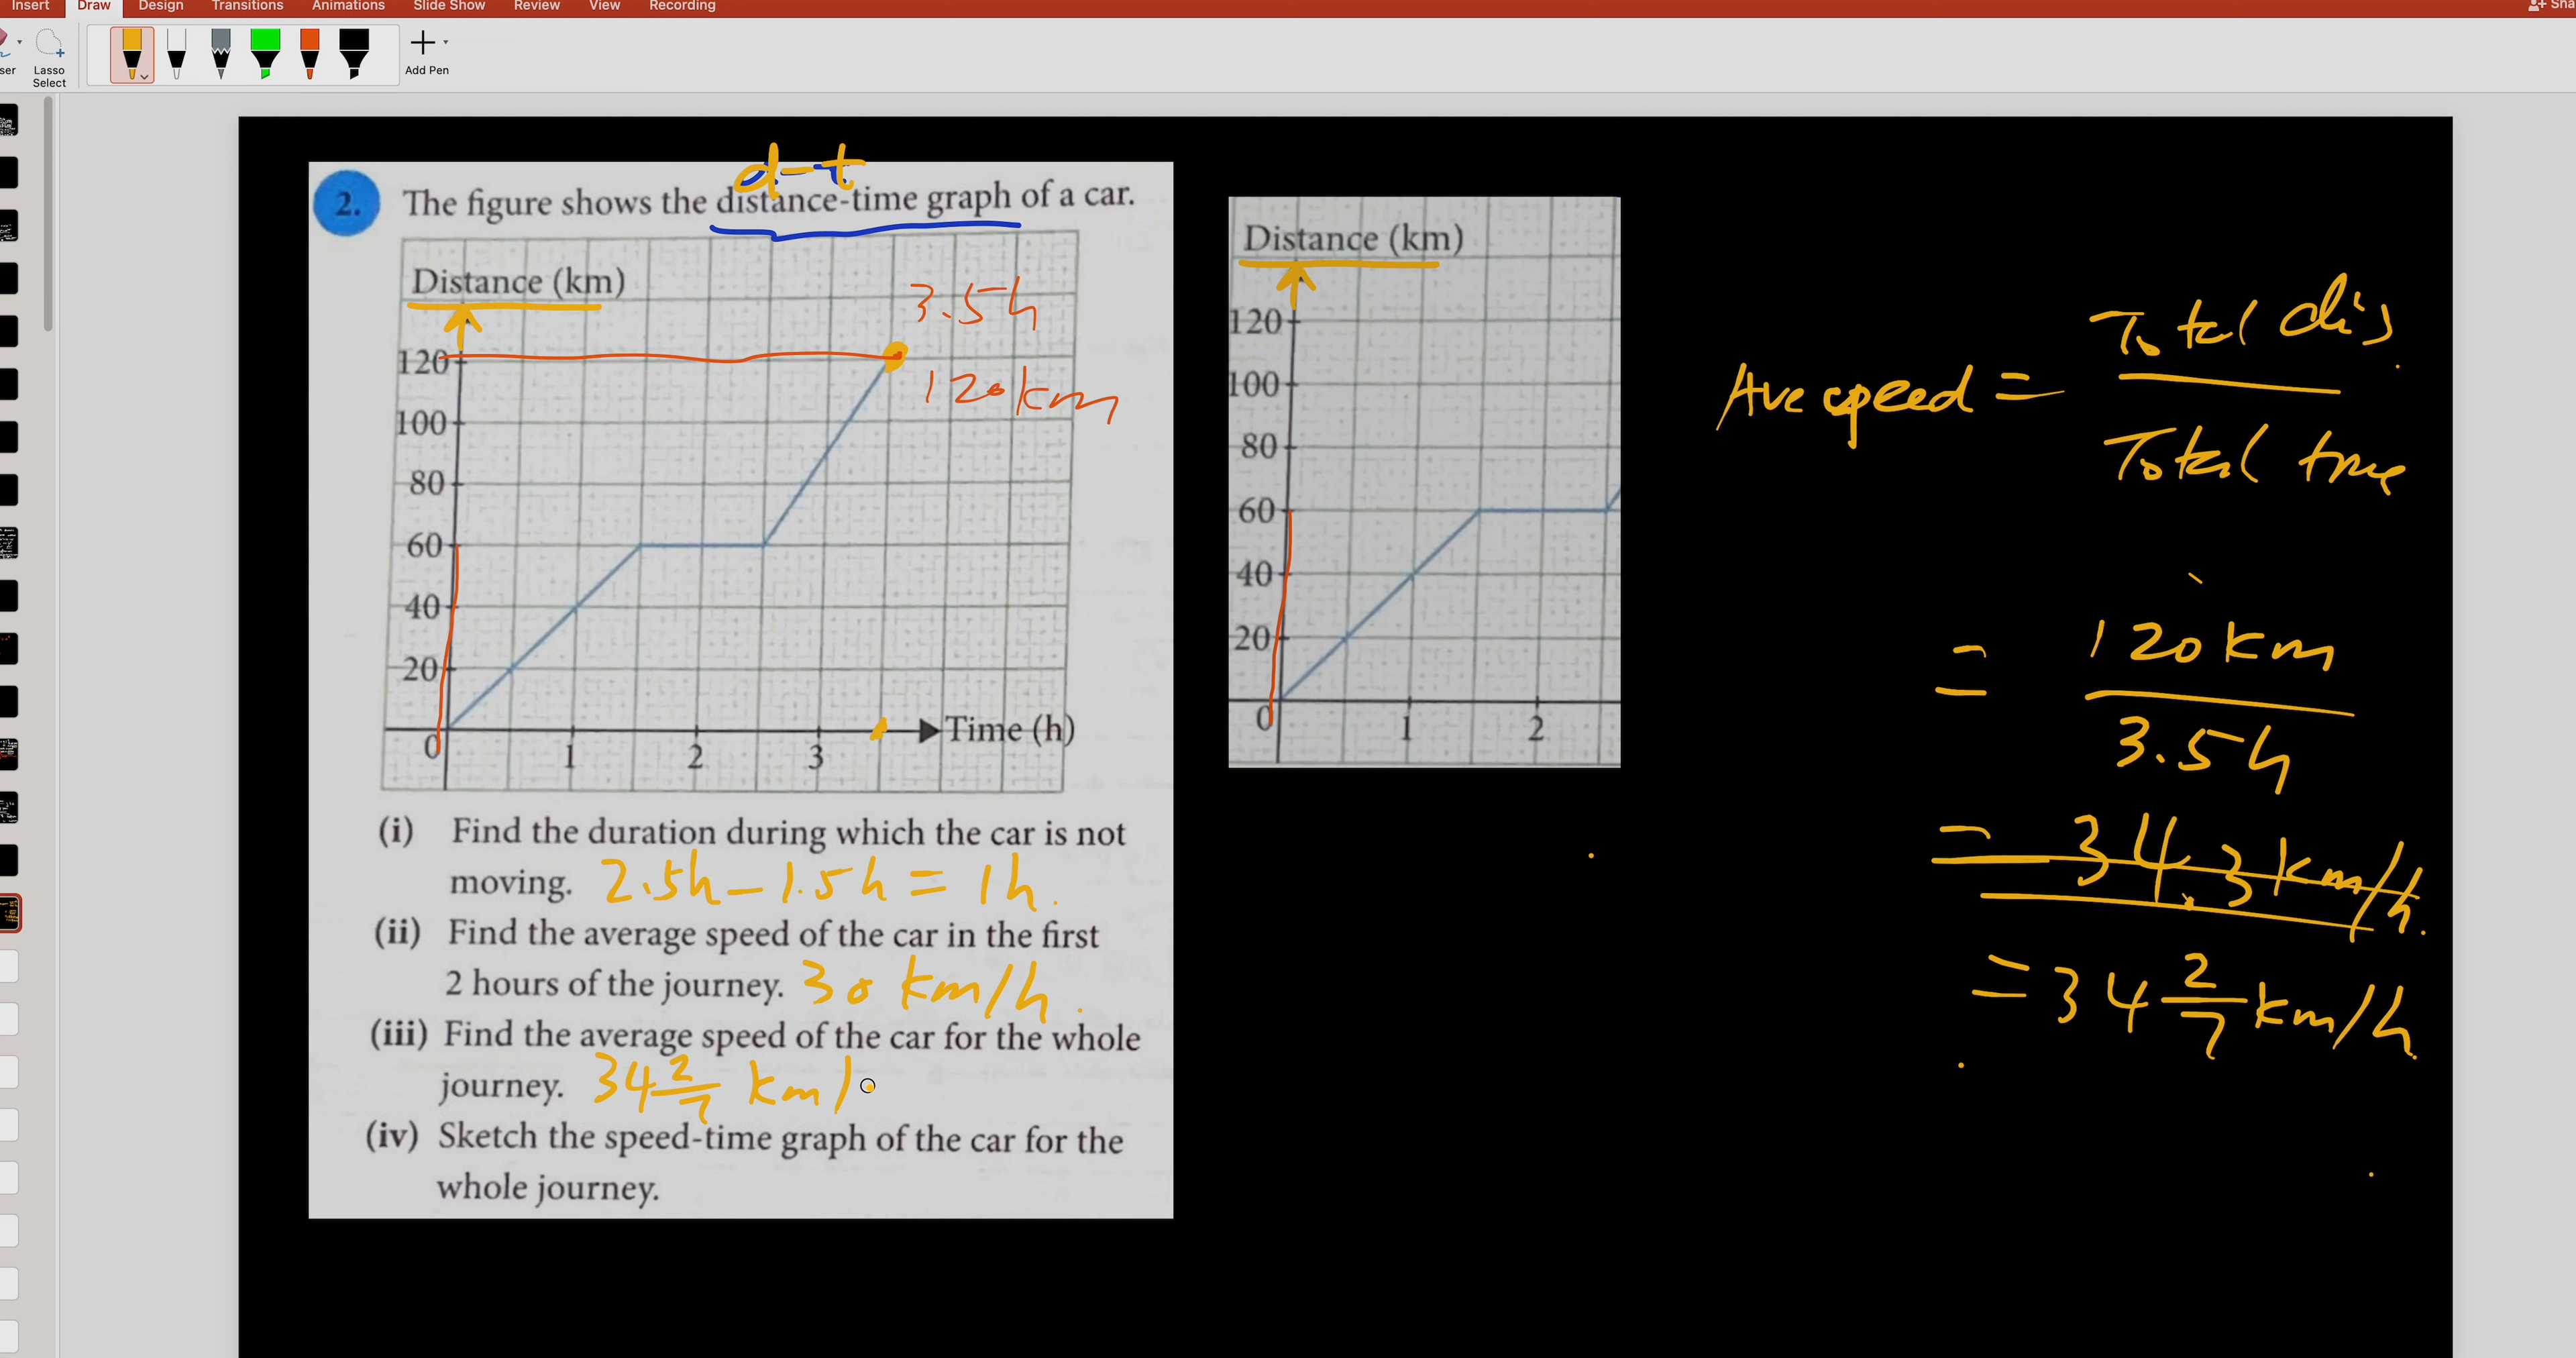 Insert Draw Design Transitions Animations Slide Show Review View Recording
Lasso
Select
Add Pen
d-t
2. The figure shows the distance-time graph of a car.
Distance (km)
3.5h
120
120km
100
80
60
40
20
0
1 2 3
Time (h)
Distance (km)
120
100
80
60
40
20
0
1 2
(i) Find the duration during which the car is not
moving. 2.5h - 1.5h = 1h.
(ii) Find the average speed of the car in the first
2 hours of the journey. 30 km/h.
(iii) Find the average speed of the car for the whole
journey. 34 2/7 km/
(iv) Sketch the speed-time graph of the car for the
whole journey.
Ave speed = Total dis
Total time
= 120km
3.5h
= 34.3km/h.
= 34 2/7 km/h.